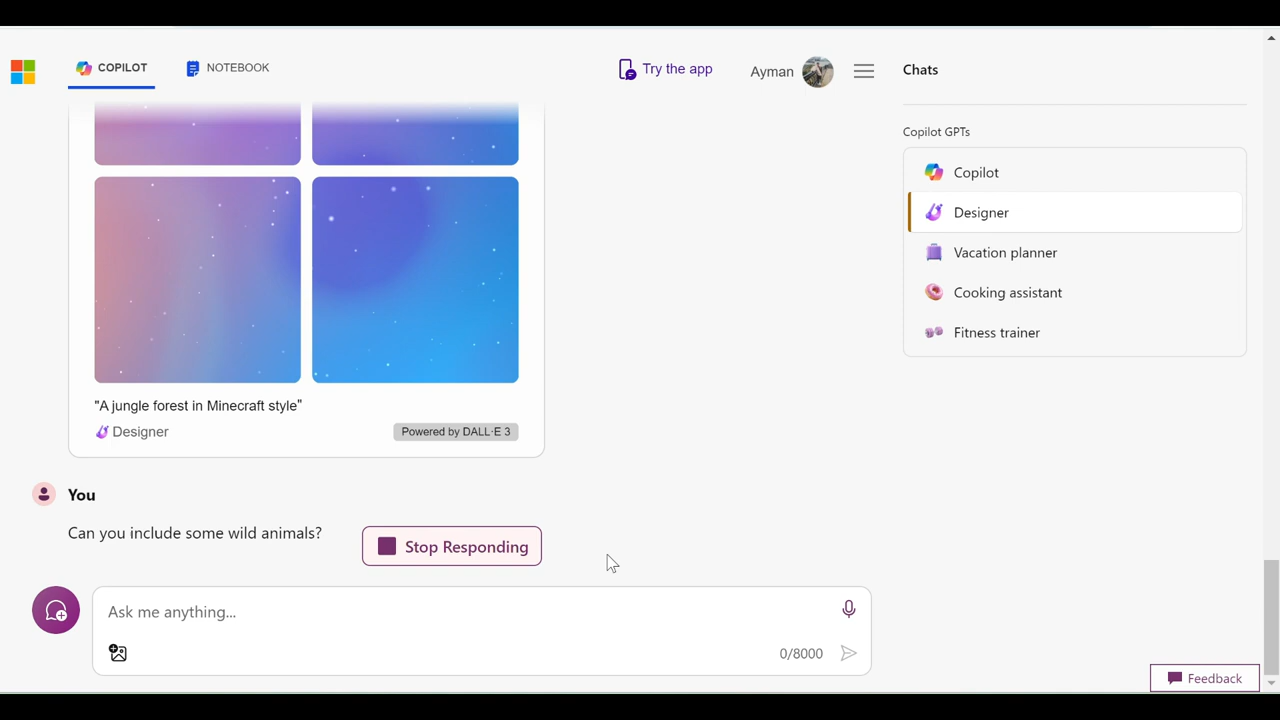 COPILOT
NOTEBOOK
Try the app
Ayman
Chats
Copilot GPTs
Copilot
Designer
Vacation planner
Cooking assistant
Fitness trainer
"A jungle forest in Minecraft style"
Designer
Powered by DALL·E 3
You
Can you include some wild animals?
Stop Responding
Ask me anything...
0/8000
Feedback